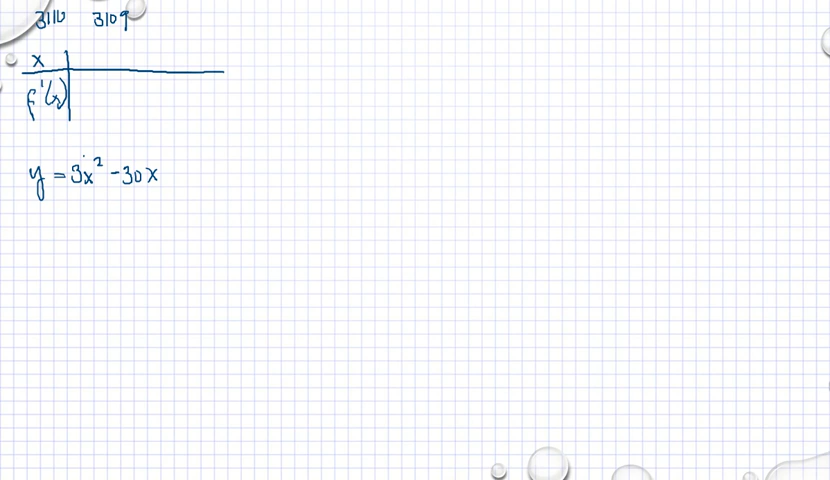 3110 3109
x
f'(x)
y = 3x² - 30x